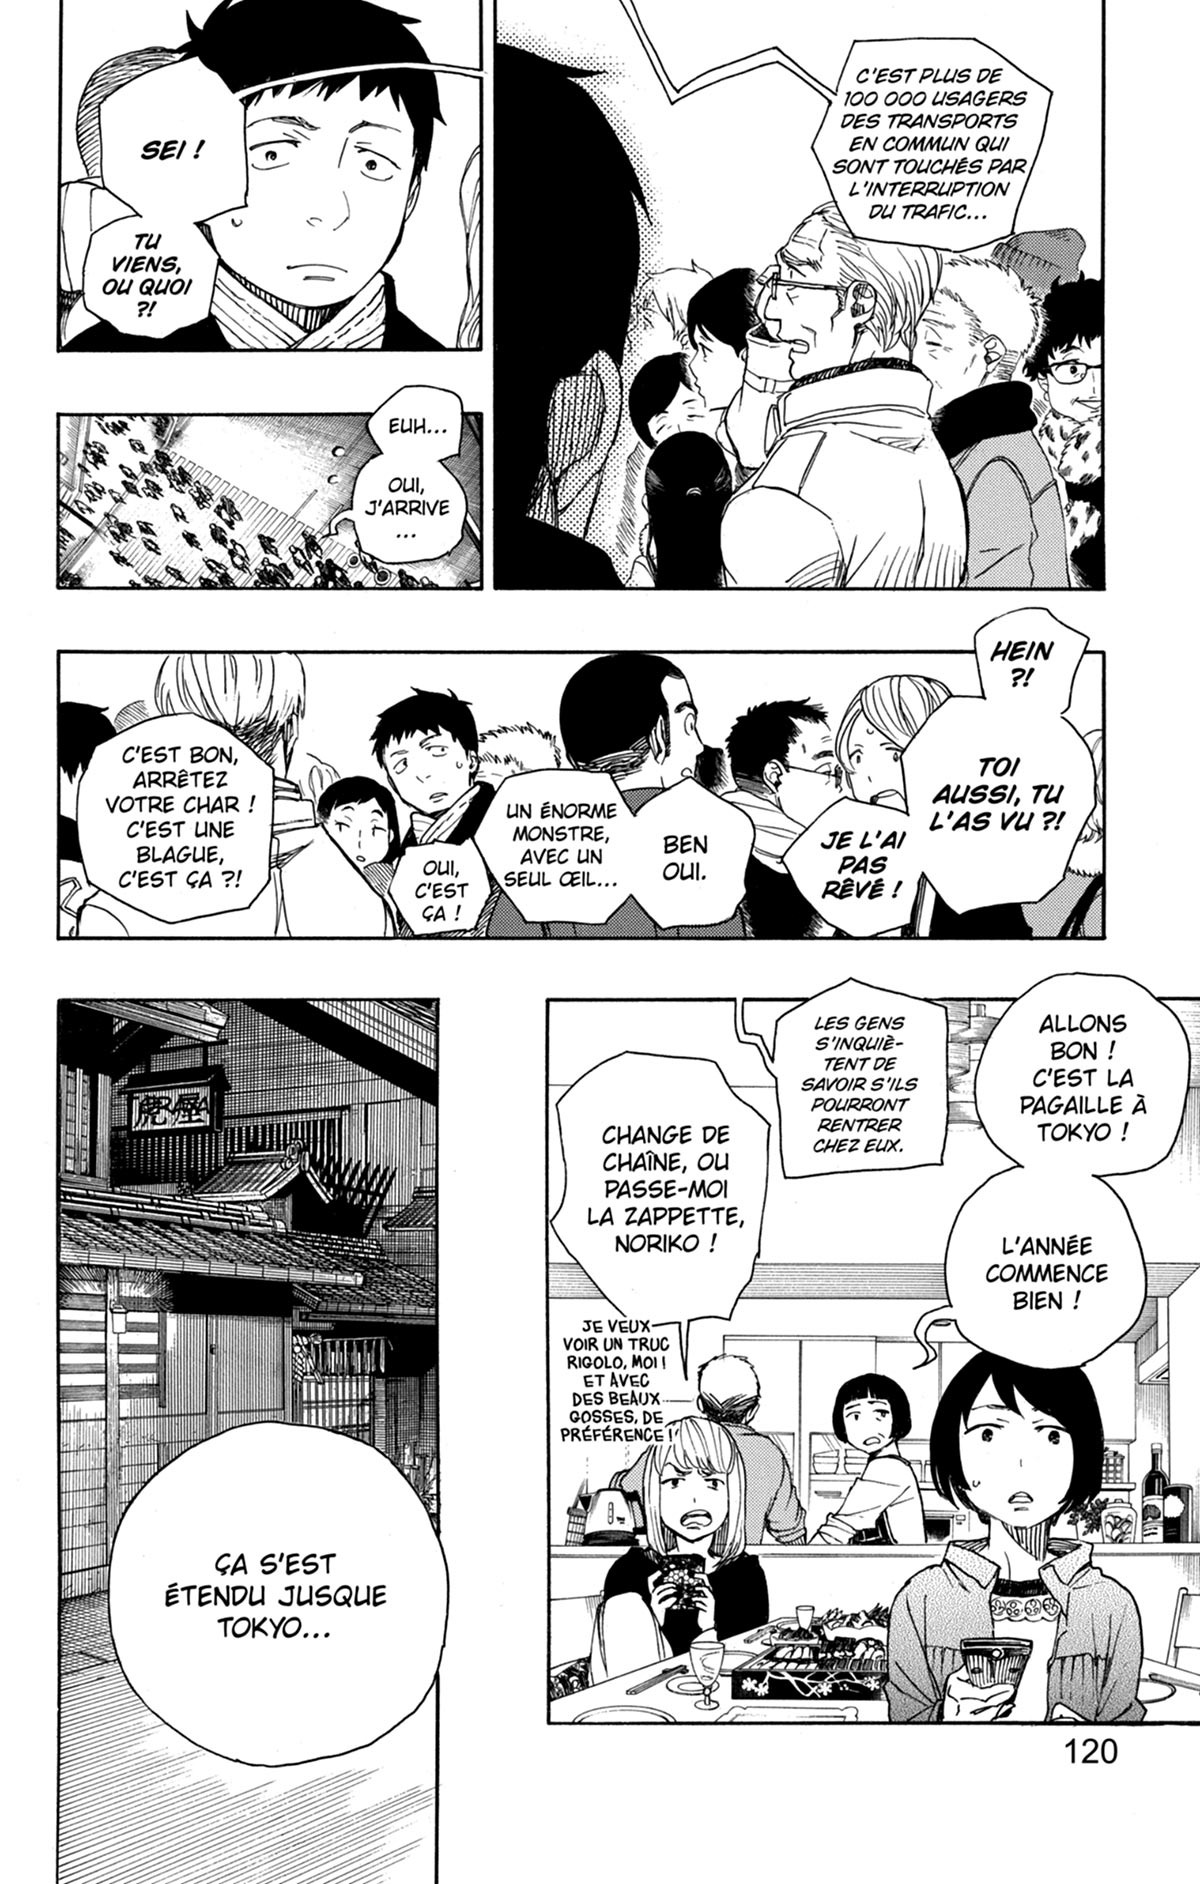 C'EST PLUS DE
100 000 USAGERS
DES TRANSPORTS
EN COMMUN QUI
SONT TOUCHÉS PAR
L'INTERRUPTION
DU TRAFIC...
SEI !
TU
VIENS,
OU QUOI
?!
EUH...
OUI,
J'ARRIVE
...
HEIN
?!
TOI
AUSSI, TU
L'AS VU ?!
JE L'AI
PAS
RÊVÉ !
BEN
OUI.
UN ÉNORME
MONSTRE,
AVEC UN
SEUL ŒIL...
OUI,
C'EST
ÇA !
C'EST BON,
ARRÊTEZ
VOTRE CHAR !
C'EST UNE
BLAGUE,
C'EST ÇA ?!
ALLONS
BON !
C'EST LA
PAGAILLE À
TOKYO !
L'ANNÉE
COMMENCE
BIEN !
LES GENS
S'INQUIÈ-
TENT DE
SAVOIR S'ILS
POURRONT
RENTRER
CHEZ EUX.
CHANGE DE
CHAÎNE, OU
PASSE-MOI
LA ZAPPETTE,
NORIKO !
JE VEUX
VOIR UN TRUC
RIGOLO, MOI !
ET AVEC
DES BEAUX
GOSSES, DE
PRÉFÉRENCE !
虎屋
ÇA S'EST
ÉTENDU JUSQUE
TOKYO...
120